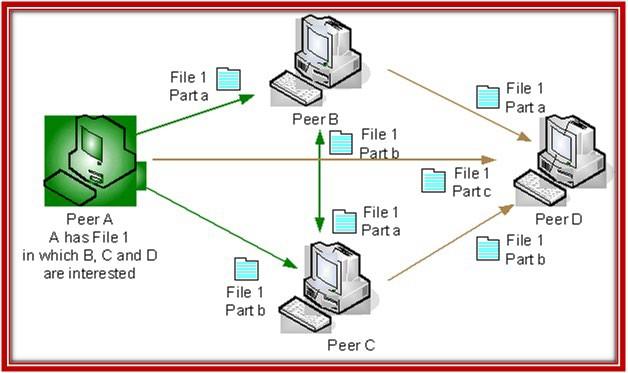 File 1
Part a
Peer B
File 1
Part a
File 1
Part b
File 1
Part c
Peer A
A has File 1
in which B, C and D
are interested
Peer D
File 1
Part a
File 1
Part b
File 1
Part b
Peer C